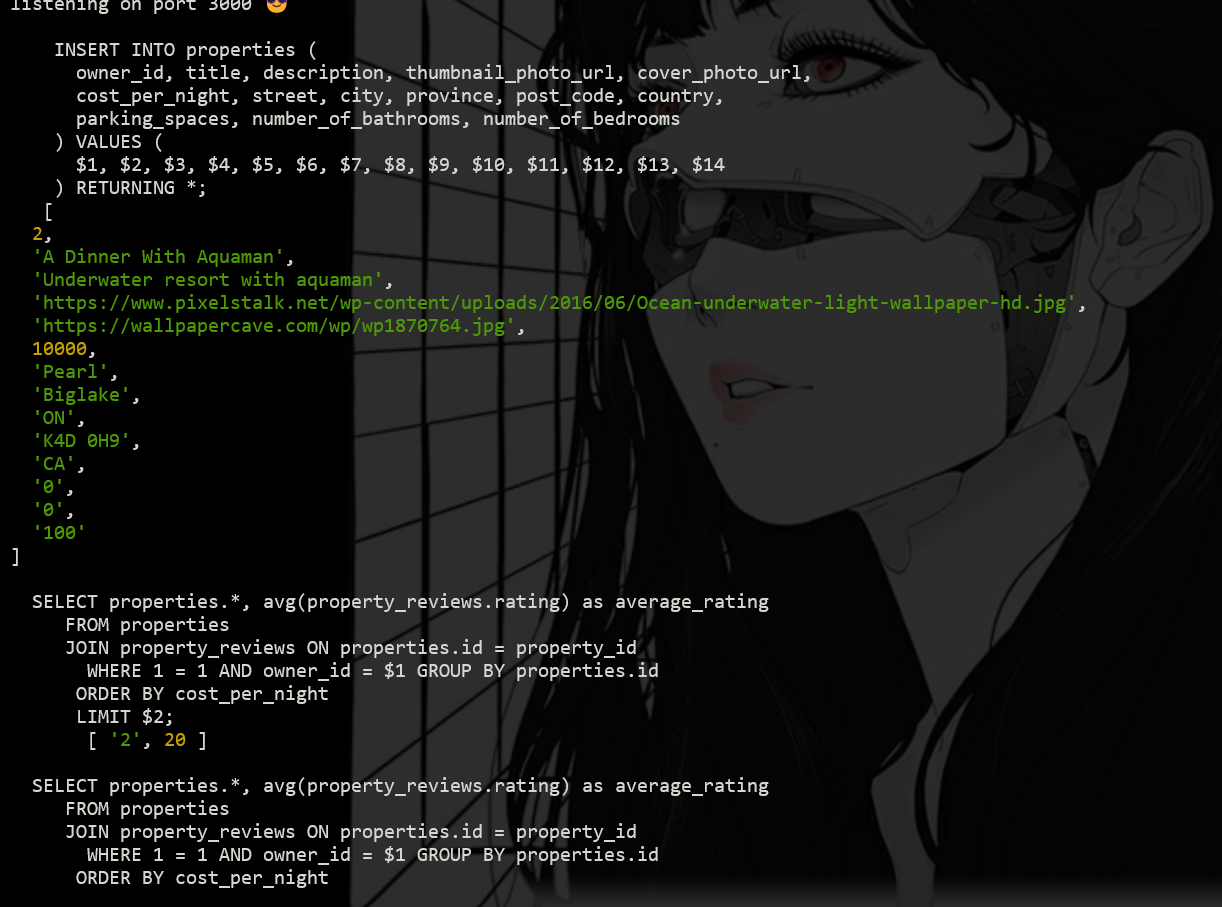 listening on port 3000 😎
INSERT INTO properties (
owner_id, title, description, thumbnail_photo_url, cover_photo_url,
cost_per_night, street, city, province, post_code, country,
parking_spaces, number_of_bathrooms, number_of_bedrooms
) VALUES (
$1, $2, $3, $4, $5, $6, $7, $8, $9, $10, $11, $12, $13, $14
) RETURNING *;
[
2,
'A Dinner With Aquaman',
'Underwater resort with aquaman',
'https://www.pixelstalk.net/wp-content/uploads/2016/06/Ocean-underwater-light-wallpaper-hd.jpg',
'https://wallpapercave.com/wp/wp1870764.jpg',
10000,
'Pearl',
'Biglake',
'ON',
'K4D 0H9',
'CA',
'0',
'0',
'100'
]
SELECT properties.*, avg(property_reviews.rating) as average_rating
FROM properties
JOIN property_reviews ON properties.id = property_id
WHERE 1 = 1 AND owner_id = $1 GROUP BY properties.id
ORDER BY cost_per_night
LIMIT $2;
[ '2', 20 ]
SELECT properties.*, avg(property_reviews.rating) as average_rating
FROM properties
JOIN property_reviews ON properties.id = property_id
WHERE 1 = 1 AND owner_id = $1 GROUP BY properties.id
ORDER BY cost_per_night